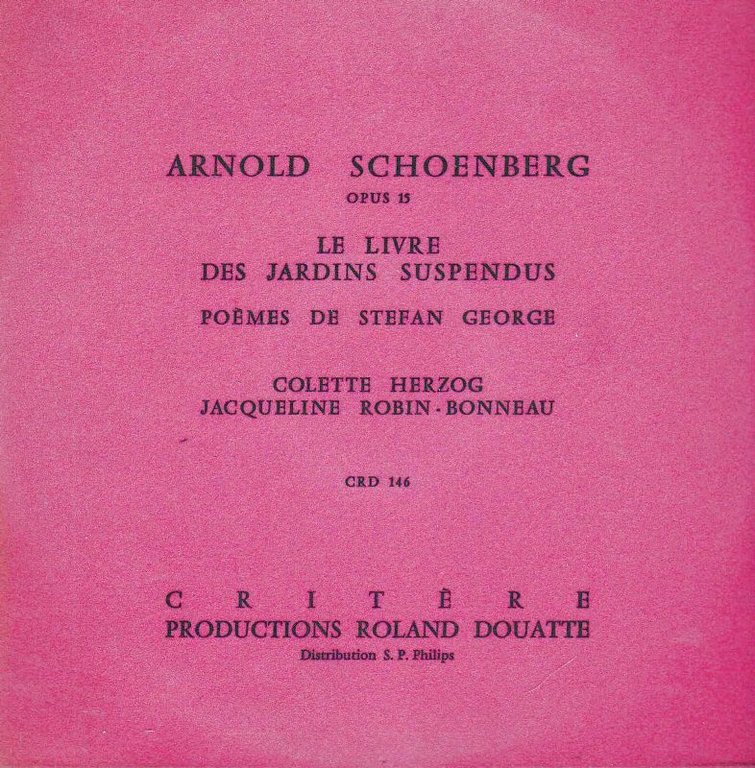 ARNOLD SCHOENBERG
OPUS 15
LE LIVRE
DES JARDINS SUSPENDUS
POÈMES DE STEFAN GEORGE
COLETTE HERZOG
JACQUELINE ROBIN-BONNEAU
CRD 146
CRITÈRE
PRODUCTIONS ROLAND DOUATTE
Distribution S. P. Philips